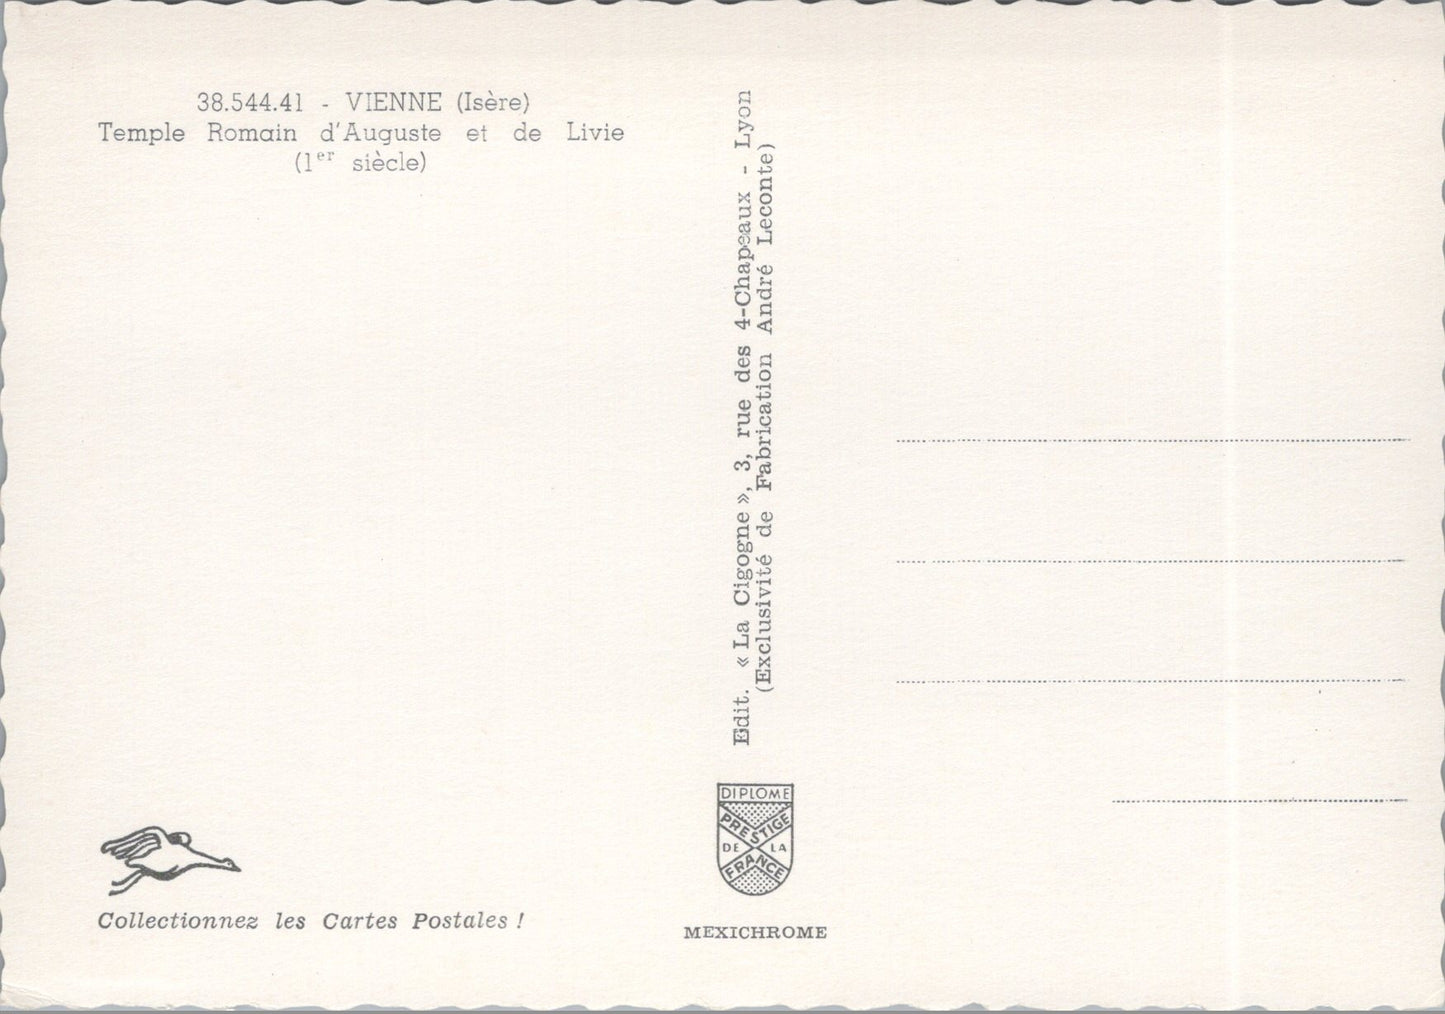 38.544.41 - VIENNE (Isère)
Temple Romain d'Auguste et de Livie
(1er siècle)
Edit. « La Cigogne », 3, rue des 4-Chapeaux - Lyon
(Exclusivité de Fabrication André Leconte)
DIPLOME
PRESTIGE
DE LA
FRANCE
Collectionnez les Cartes Postales !
MEXICHROME